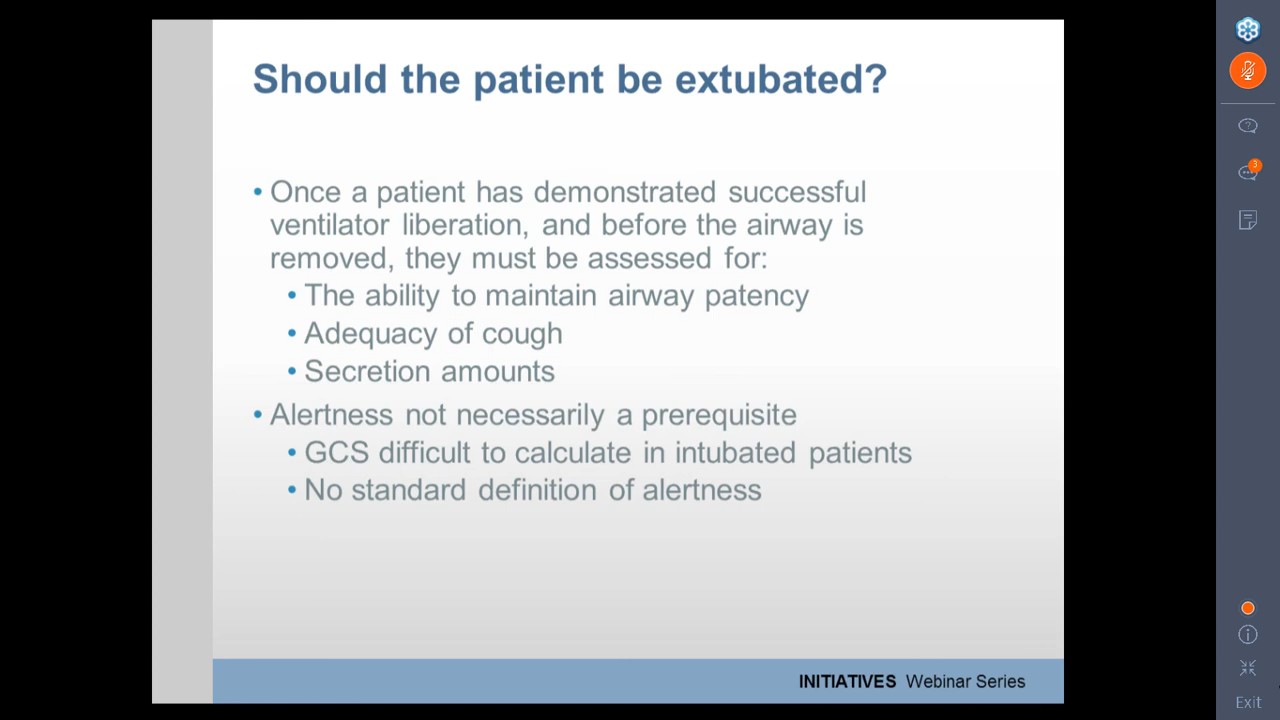 Should the patient be extubated?
• Once a patient has demonstrated successful
ventilator liberation, and before the airway is
removed, they must be assessed for:
• The ability to maintain airway patency
• Adequacy of cough
• Secretion amounts
• Alertness not necessarily a prerequisite
• GCS difficult to calculate in intubated patients
• No standard definition of alertness
INITIATIVES Webinar Series
?
3
i
Exit